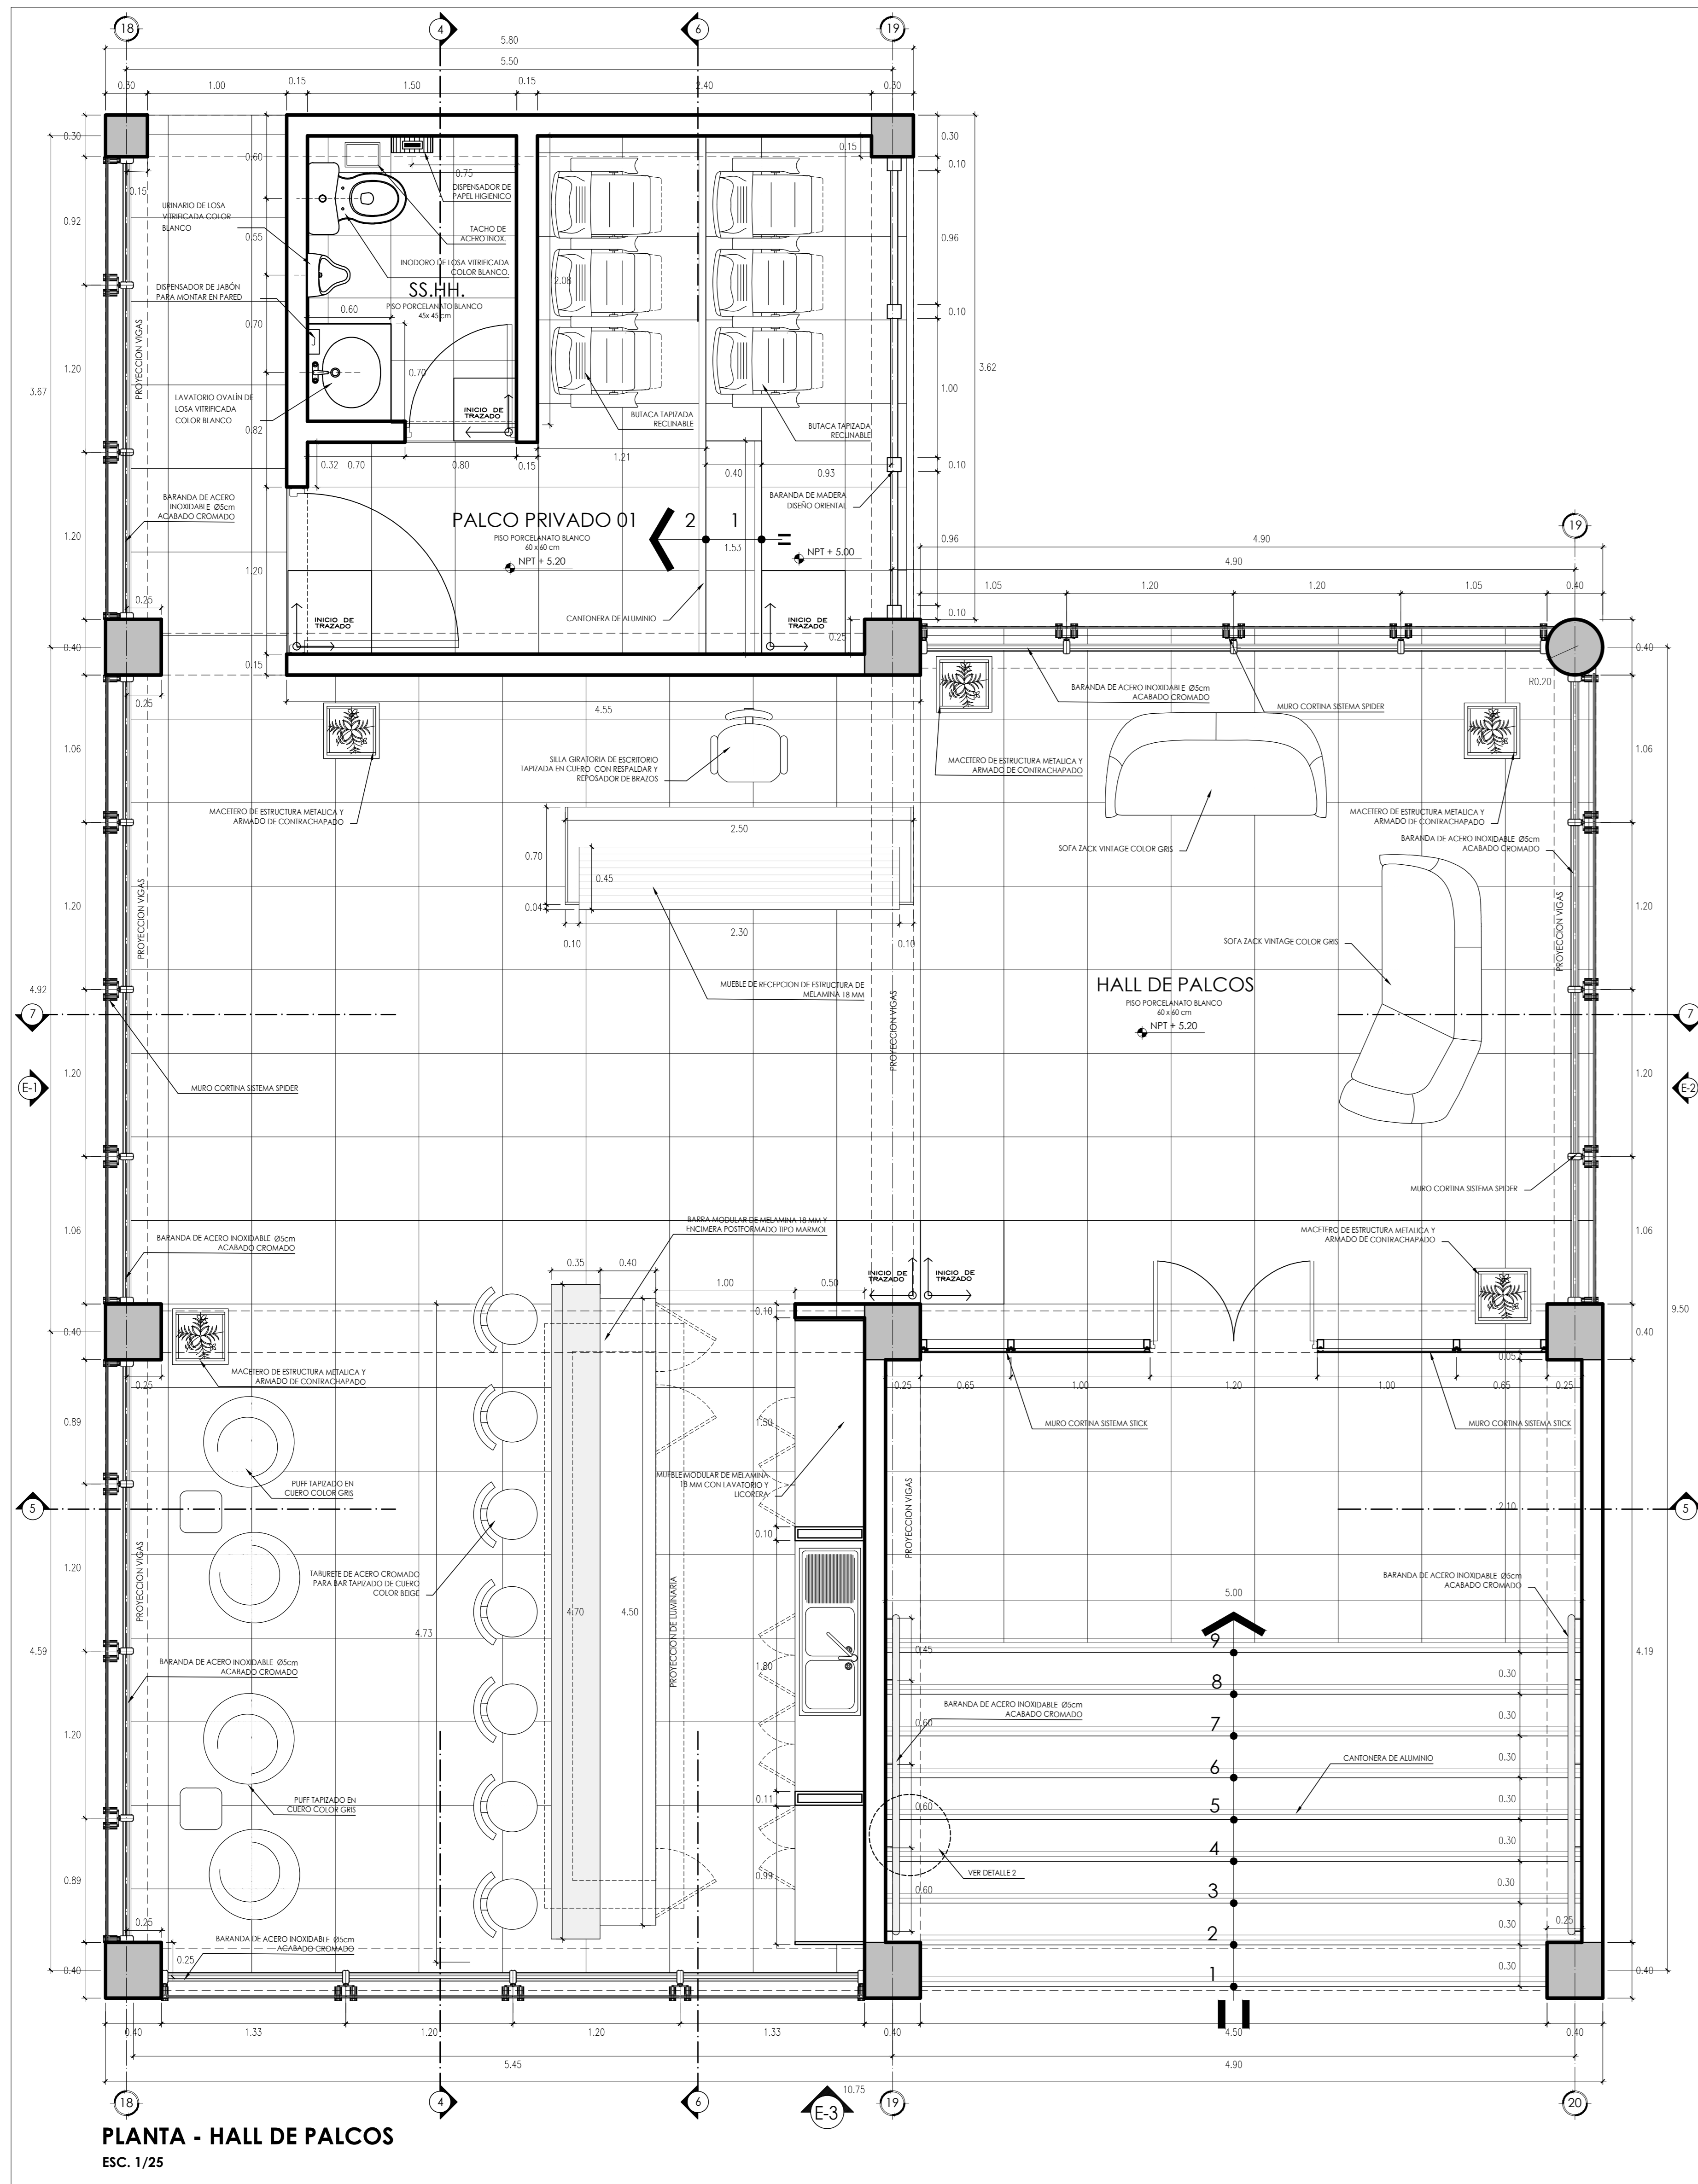 18
4
6
19
5.80
5.50
0.30
1.00
0.15
1.50
0.15
2.40
0.30
0.30
0.60
0.75
0.15
0.30
0.10
DISPENSADOR DE
PAPEL HIGIENICO
0.15
URINARIO DE LOSA
VITRIFICADA COLOR
BLANCO
0.92
0.55
TACHO DE
ACERO INOX.
0.96
INODORO DE LOSA VITRIFICADA
COLOR BLANCO.
SS.HH.
PISO PORCELANATO BLANCO
45x 45 cm
2.08
DISPENSADOR DE JABÓN
PARA MONTAR EN PARED
0.60
0.10
0.70
PROYECCION VIGAS
1.20
3.67
0.70
3.62
1.00
LAVATORIO OVALÍN DE
LOSA VITRIFICADA
COLOR BLANCO
0.82
INICIO DE
TRAZADO
BUTACA TAPIZADA
RECLINABLE
BUTACA TAPIZADA
RECLINABLE
0.32
0.70
0.80
0.15
1.21
0.40
0.93
0.10
BARANDA DE ACERO
INOXIDABLE Ø5cm
ACABADO CROMADO
BARANDA DE MADERA
DISEÑO ORIENTAL
PALCO PRIVADO 01
PISO PORCELANATO BLANCO
60 x 60 cm
NPT + 5.20
2
1
1.53
NPT + 5.00
1.20
0.96
19
4.90
4.90
1.20
1.05
1.20
1.20
1.05
0.40
0.25
INICIO DE
TRAZADO
CANTONERA DE ALUMINIO
INICIO DE
TRAZADO
0.10
0.25
0.40
0.15
0.40
R0.20
0.25
4.55
BARANDA DE ACERO INOXIDABLE Ø5cm
ACABADO CROMADO
MURO CORTINA SISTEMA SPIDER
1.06
1.06
SILLA GIRATORIA DE ESCRITORIO
TAPIZADA EN CUERO CON RESPALDAR Y
REPOSADOR DE BRAZOS
MACETERO DE ESTRUCTURA METALICA Y
ARMADO DE CONTRACHAPADO
MACETERO DE ESTRUCTURA METALICA Y
ARMADO DE CONTRACHAPADO
MACETERO DE ESTRUCTURA METALICA Y
ARMADO DE CONTRACHAPADO
2.50
BARANDA DE ACERO INOXIDABLE Ø5cm
ACABADO CROMADO
0.70
0.45
SOFA ZACK VINTAGE COLOR GRIS
0.04
PROYECCION VIGAS
1.20
2.30
0.10
0.10
1.20
PROYECCION VIGAS
SOFA ZACK VINTAGE COLOR GRIS
4.92
MUEBLE DE RECEPCION DE ESTRUCTURA DE
MELAMINA 18 MM
HALL DE PALCOS
PISO PORCELANATO BLANCO
60 x 60 cm
NPT + 5.20
PROYECCION VIGAS
7
7
E-1
1.20
MURO CORTINA SISTEMA SPIDER
1.20
E-2
MURO CORTINA SISTEMA SPIDER
1.06
BARRA MODULAR DE MELAMINA 18 MM Y
ENCIMERA POSTFORMADO TIPO MARMOL
MACETERO DE ESTRUCTURA METALICA Y
ARMADO DE CONTRACHAPADO
1.06
BARANDA DE ACERO INOXIDABLE Ø5cm
ACABADO CROMADO
0.35
0.40
1.00
0.50
INICIO DE
TRAZADO
INICIO DE
TRAZADO
0.10
9.50
0.40
0.40
MACETERO DE ESTRUCTURA METALICA Y
ARMADO DE CONTRACHAPADO
0.25
0.05
0.25
0.65
1.00
1.20
1.00
0.65
0.25
0.89
1.50
MURO CORTINA SISTEMA STICK
MURO CORTINA SISTEMA STICK
PUFF TAPIZADO EN
CUERO COLOR GRIS
MUEBLE MODULAR DE MELAMINA
18 MM CON LAVATORIO Y
LICORERA
5
2.10
5
0.10
PROYECCION VIGAS
PROYECCION VIGAS
1.20
TABURETE DE ACERO CROMADO
PARA BAR TAPIZADO DE CUERO
COLOR BEIGE
BARANDA DE ACERO INOXIDABLE Ø5cm
ACABADO CROMADO
5.00
4.73
4.70
4.50
PROYECCION DE LUMINARIA
4.59
9
0.45
4.19
BARANDA DE ACERO INOXIDABLE Ø5cm
ACABADO CROMADO
1.80
8
0.30
BARANDA DE ACERO INOXIDABLE Ø5cm
ACABADO CROMADO
0.60
7
0.30
1.20
CANTONERA DE ALUMINIO
6
0.30
PUFF TAPIZADO EN
CUERO COLOR GRIS
0.11
0.60
5
0.30
4
0.30
0.89
0.99
VER DETALLE 2
0.60
3
0.30
0.25
0.25
2
0.30
BARANDA DE ACERO INOXIDABLE Ø5cm
ACABADO CROMADO
0.25
0.40
1
0.30
0.40
0.40
1.33
1.20
1.20
1.33
0.40
4.50
0.40
5.45
4.90
10.75
18
4
6
E-3
19
20
PLANTA - HALL DE PALCOS
ESC. 1/25